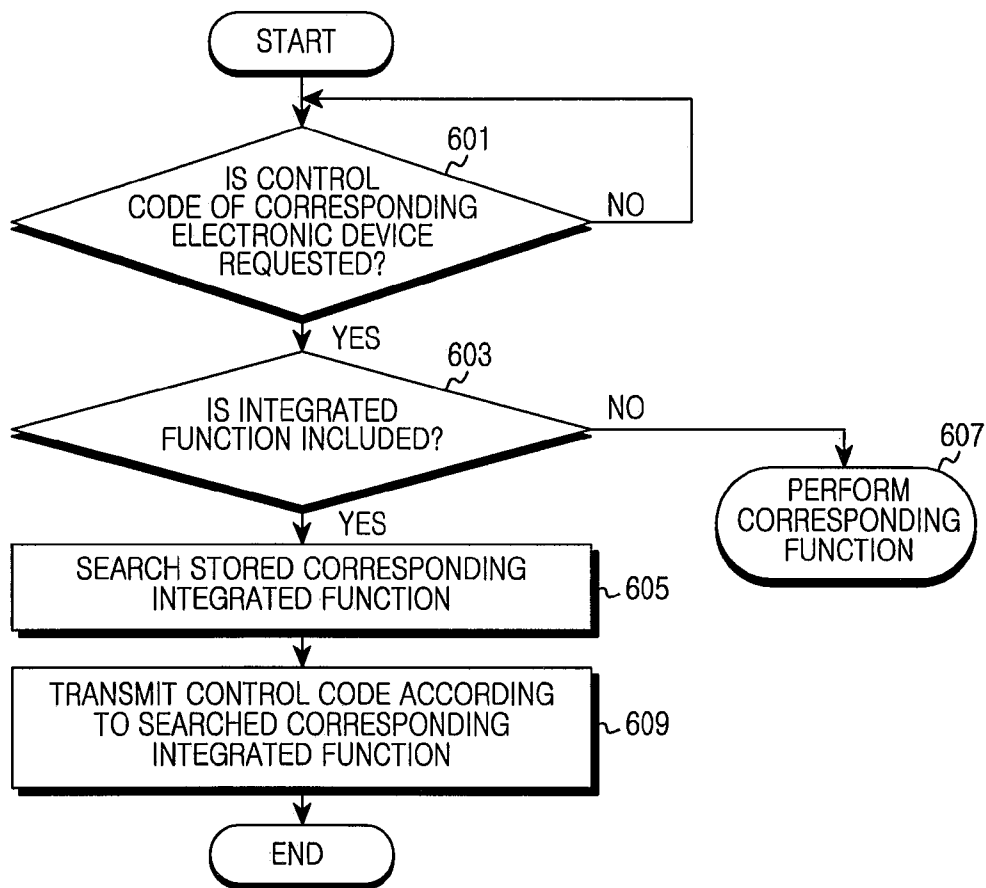 START
601
IS CONTROL
CODE OF CORRESPONDING
ELECTRONIC DEVICE
REQUESTED?
NO
YES
603
IS INTEGRATED
FUNCTION INCLUDED?
NO
607
PERFORM
CORRESPONDING
FUNCTION
YES
SEARCH STORED CORRESPONDING
INTEGRATED FUNCTION
605
TRANSMIT CONTROL CODE ACCORDING
TO SEARCHED CORRESPONDING
INTEGRATED FUNCTION
609
END